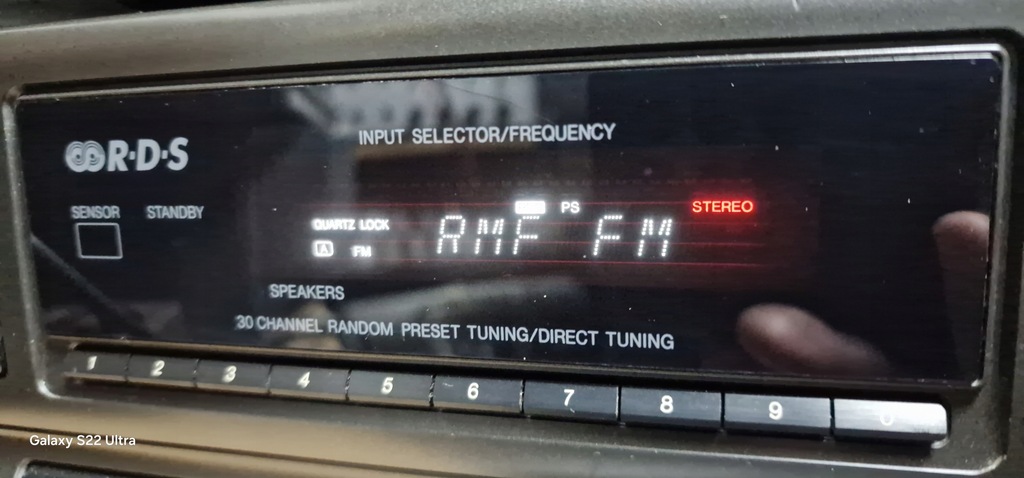 INPUT SELECTOR/FREQUENCY
R·D·S
SENSOR STANDBY
PS STEREO
QUARTZ LOCK
RMF FM
A FM
SPEAKERS
30 CHANNEL RANDOM PRESET TUNING/DIRECT TUNING
1 2 3 4 5 6 7 8 9 0
Galaxy S22 Ultra